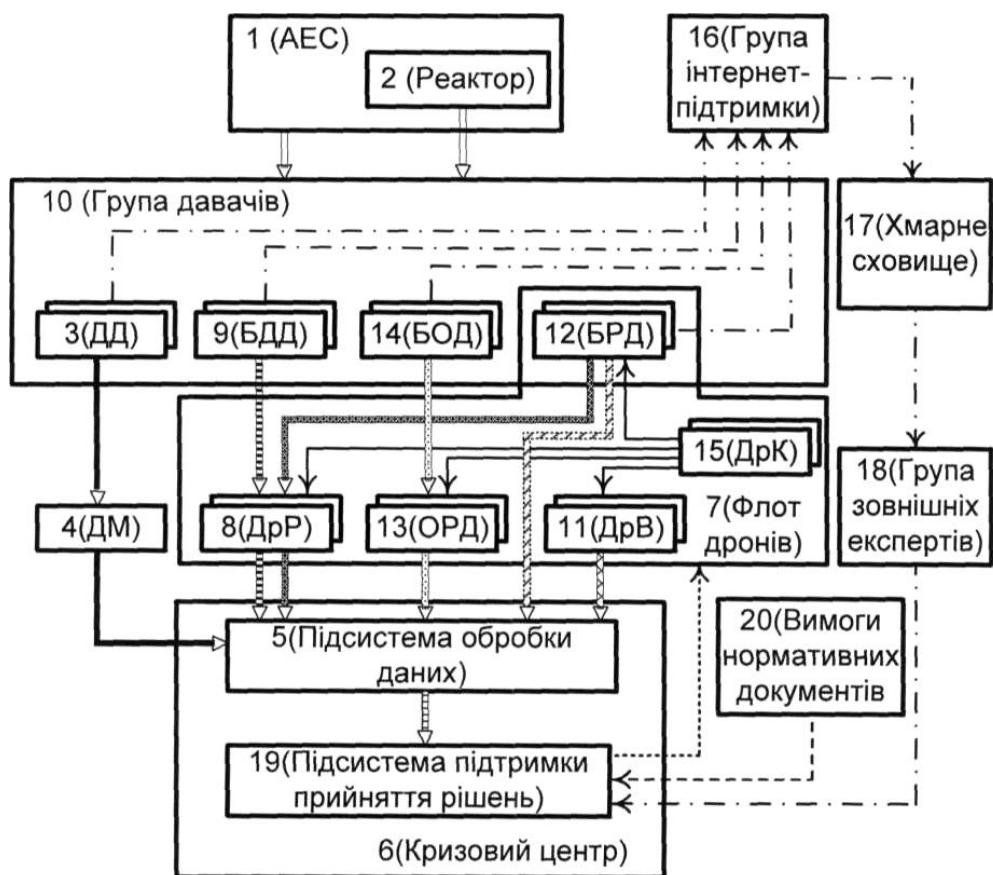 1 (АЕС)
2 (Реактор)
16(Група
інтернет-
підтримки)
10 (Група давачів)
17(Хмарне
сховище)
3(ДД)
9(БДД)
14(БОД)
12(БРД)
15(ДрК)
18(Група
зовнішніх
експертів)
4(ДМ)
8(ДрР)
13(ОРД)
11(ДрВ)
7(Флот
дронів)
5(Підсистема обробки
даних)
20(Вимоги
нормативних
документів
19(Підсистема підтримки
прийняття рішень)
6(Кризовий центр)